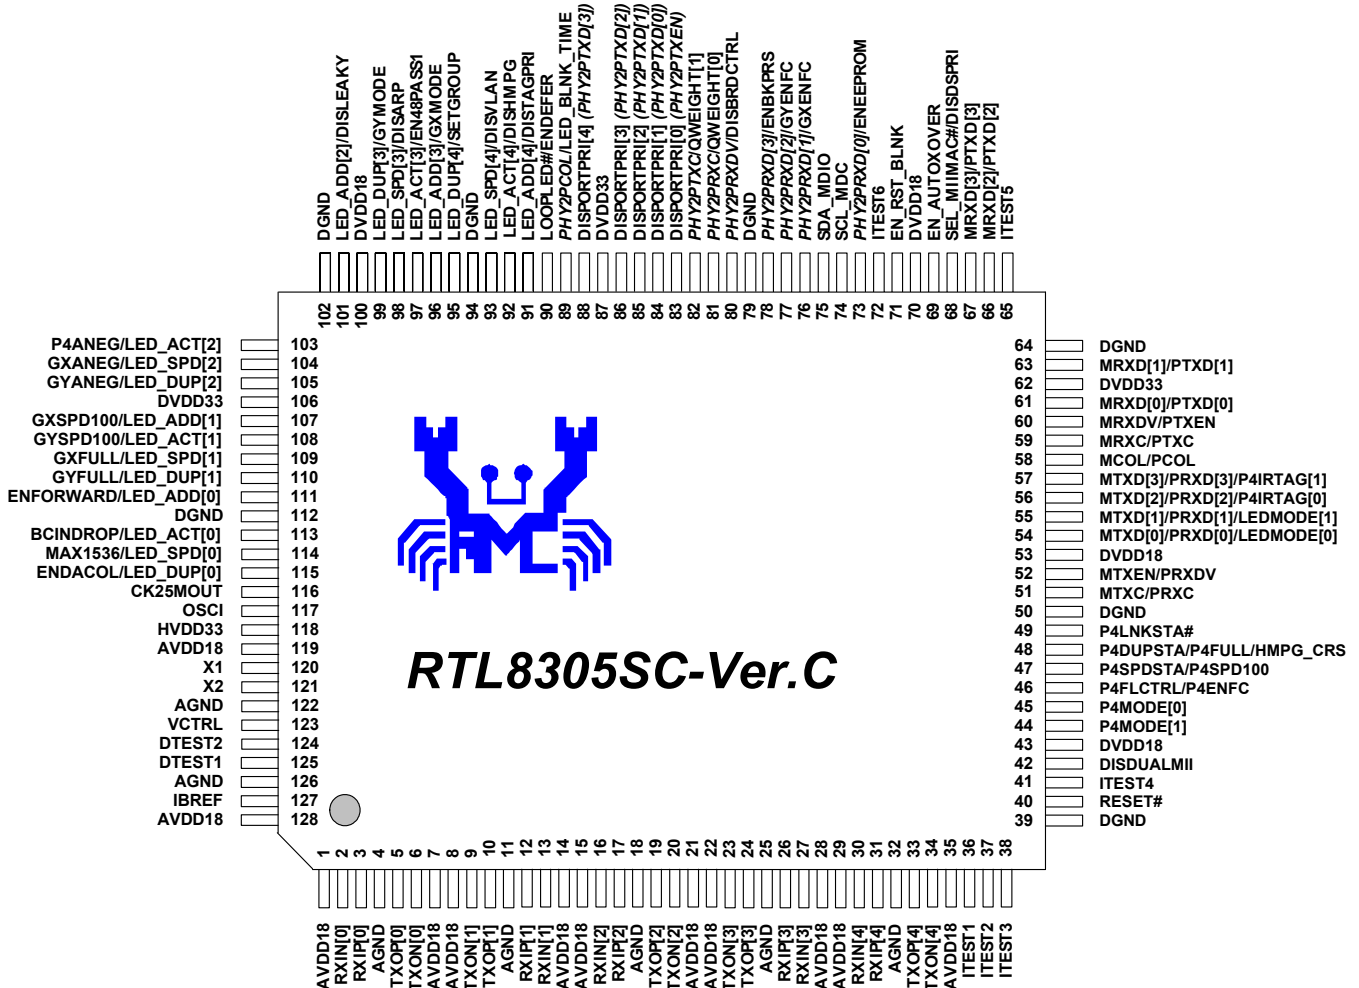 DGND
LED_ADD[2]/DISLEAKY
DVDD18
LED_DUP[3]/GYMODE
LED_SPD[3]/DISARP
LED_ACT[3]/EN48PASS1
LED_ADD[3]/GXMODE
LED_DUP[4]/SETGROUP
DGND
LED_SPD[4]/DISVLAN
LED_ACT[4]/DISHMPG
LED_ADD[4]/DISTAGPRI
LOOPLED#/ENDEFER
PHY2PCOL/LED_BLNK_TIME
DISPORTPRI[4] (PHY2PTXD[3])
DVDD33
DISPORTPRI[3] (PHY2PTXD[2])
DISPORTPRI[2] (PHY2PTXD[1])
DISPORTPRI[1] (PHY2PTXD[0])
DISPORTPRI[0] (PHY2PTXEN)
PHY2PTXC/QWEIGHT[1]
PHY2PRXC/QWEIGHT[0]
PHY2PRXDV/DISBRDCTRL
DGND
PHY2PRXD[3]/ENBKPRS
PHY2PRXD[2]/GYENFC
PHY2PRXD[1]/GXENFC
SDA_MDIO
SCL_MDC
PHY2PRXD[0]/ENEEPROM
ITEST6
EN_RST_BLNK
DVDD18
EN_AUTOXOVER
SEL_MIIMAC#/DISDSPRI
MRXD[3]/PTXD[3]
MRXD[2]/PTXD[2]
ITEST5
102 101 100 99 98 97 96 95 94 93 92 91 90 89 88 87 86 85 84 83 82 81 80 79 78 77 76 75 74 73 72 71 70 69 68 67 66 65
P4ANEG/LED_ACT[2] 103
GXANEG/LED_SPD[2] 104
GYANEG/LED_DUP[2] 105
DVDD33 106
GXSPD100/LED_ADD[1] 107
GYSPD100/LED_ACT[1] 108
GXFULL/LED_SPD[1] 109
GYFULL/LED_DUP[1] 110
ENFORWARD/LED_ADD[0] 111
DGND 112
BCINDROP/LED_ACT[0] 113
MAX1536/LED_SPD[0] 114
ENDACOL/LED_DUP[0] 115
CK25MOUT 116
OSCI 117
HVDD33 118
AVDD18 119
X1 120
X2 121
AGND 122
VCTRL 123
DTEST2 124
DTEST1 125
AGND 126
IBREF 127
AVDD18 128
RTL8305SC-Ver.C
64 DGND
63 MRXD[1]/PTXD[1]
62 DVDD33
61 MRXD[0]/PTXD[0]
60 MRXDV/PTXEN
59 MRXC/PTXC
58 MCOL/PCOL
57 MTXD[3]/PRXD[3]/P4IRTAG[1]
56 MTXD[2]/PRXD[2]/P4IRTAG[0]
55 MTXD[1]/PRXD[1]/LEDMODE[1]
54 MTXD[0]/PRXD[0]/LEDMODE[0]
53 DVDD18
52 MTXEN/PRXDV
51 MTXC/PRXC
50 DGND
49 P4LNKSTA#
48 P4DUPSTA/P4FULL/HMPG_CRS
47 P4SPDSTA/P4SPD100
46 P4FLCTRL/P4ENFC
45 P4MODE[0]
44 P4MODE[1]
43 DVDD18
42 DISDUALMII
41 ITEST4
40 RESET#
39 DGND
1 2 3 4 5 6 7 8 9 10 11 12 13 14 15 16 17 18 19 20 21 22 23 24 25 26 27 28 29 30 31 32 33 34 35 36 37 38
AVDD18
RXIN[0]
RXIP[0]
AGND
TXOP[0]
TXON[0]
AVDD18
AVDD18
TXON[1]
TXOP[1]
AGND
RXIP[1]
RXIN[1]
AVDD18
AVDD18
RXIN[2]
RXIP[2]
AGND
TXOP[2]
TXON[2]
AVDD18
AVDD18
TXON[3]
TXOP[3]
AGND
RXIP[3]
RXIN[3]
AVDD18
AVDD18
RXIN[4]
RXIP[4]
AGND
TXOP[4]
TXON[4]
AVDD18
ITEST1
ITEST2
ITEST3